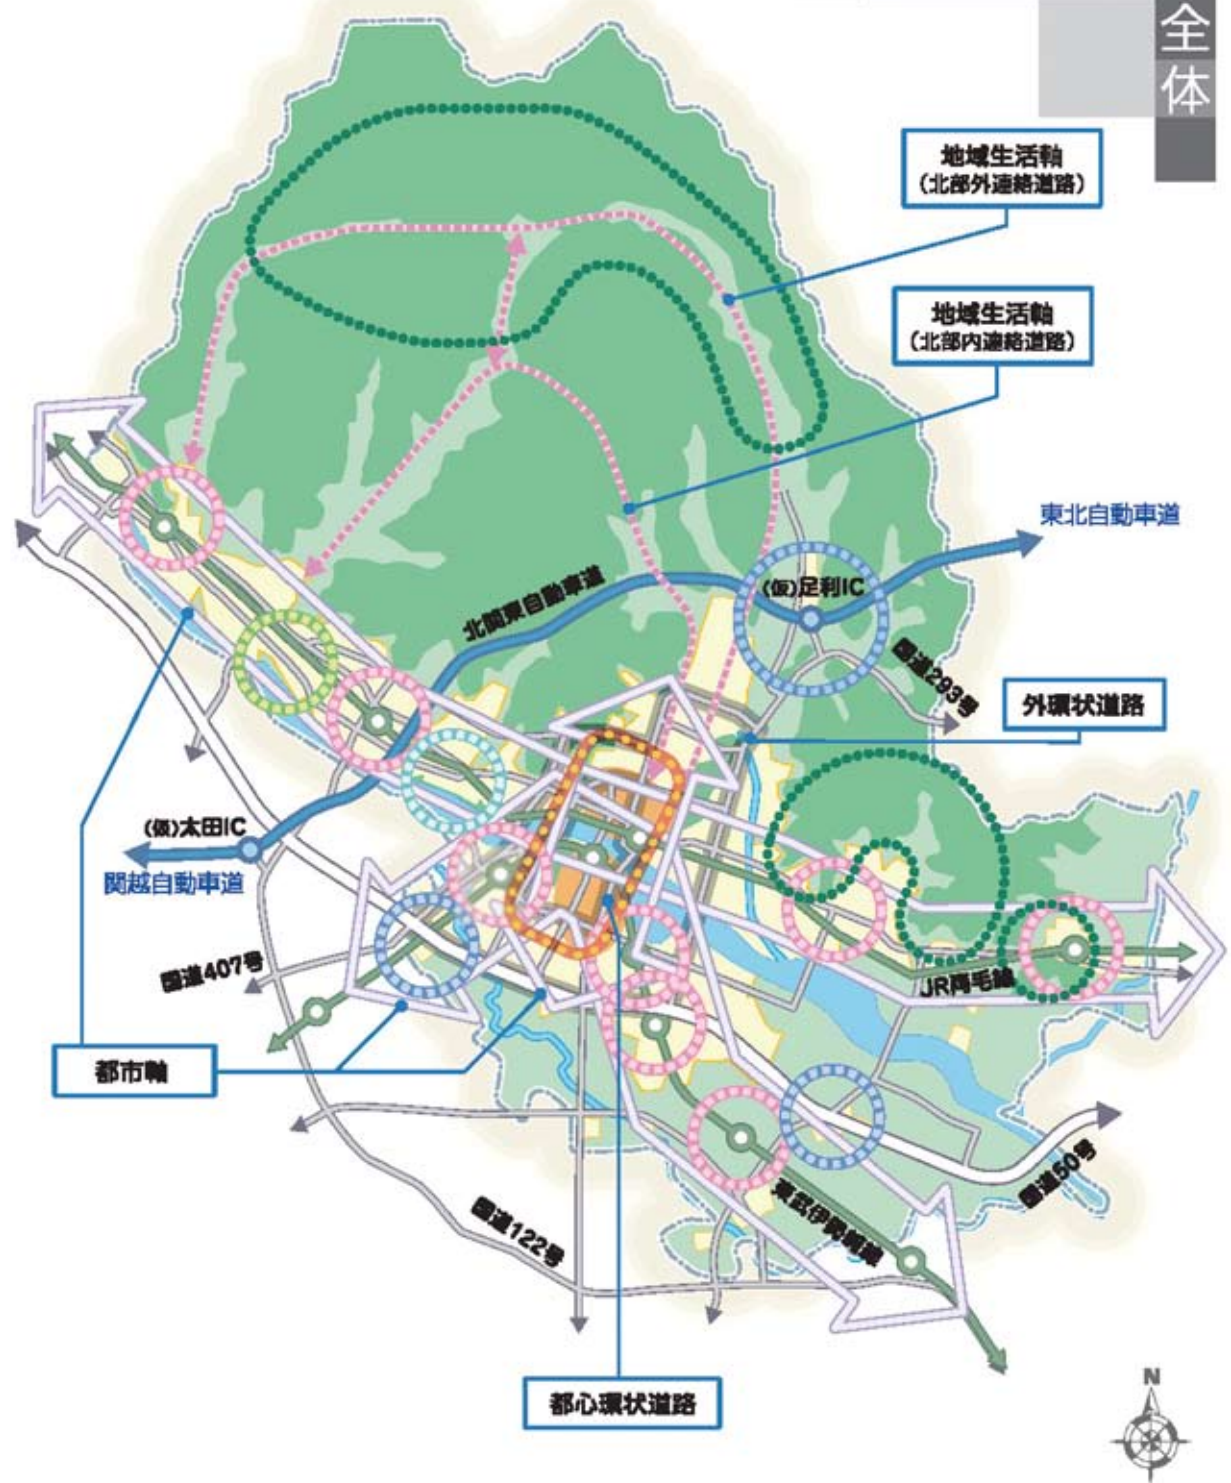 全
体
地域生活軸
(北部外連絡道路)
地域生活軸
(北部内連絡道路)
東北自動車道
(仮)足利IC
北関東自動車道
国道293号
外環状道路
(仮)太田IC
関越自動車道
国道407号
JR両毛線
都市軸
国道50号
東武伊勢崎線
国道122号
都心環状道路
N